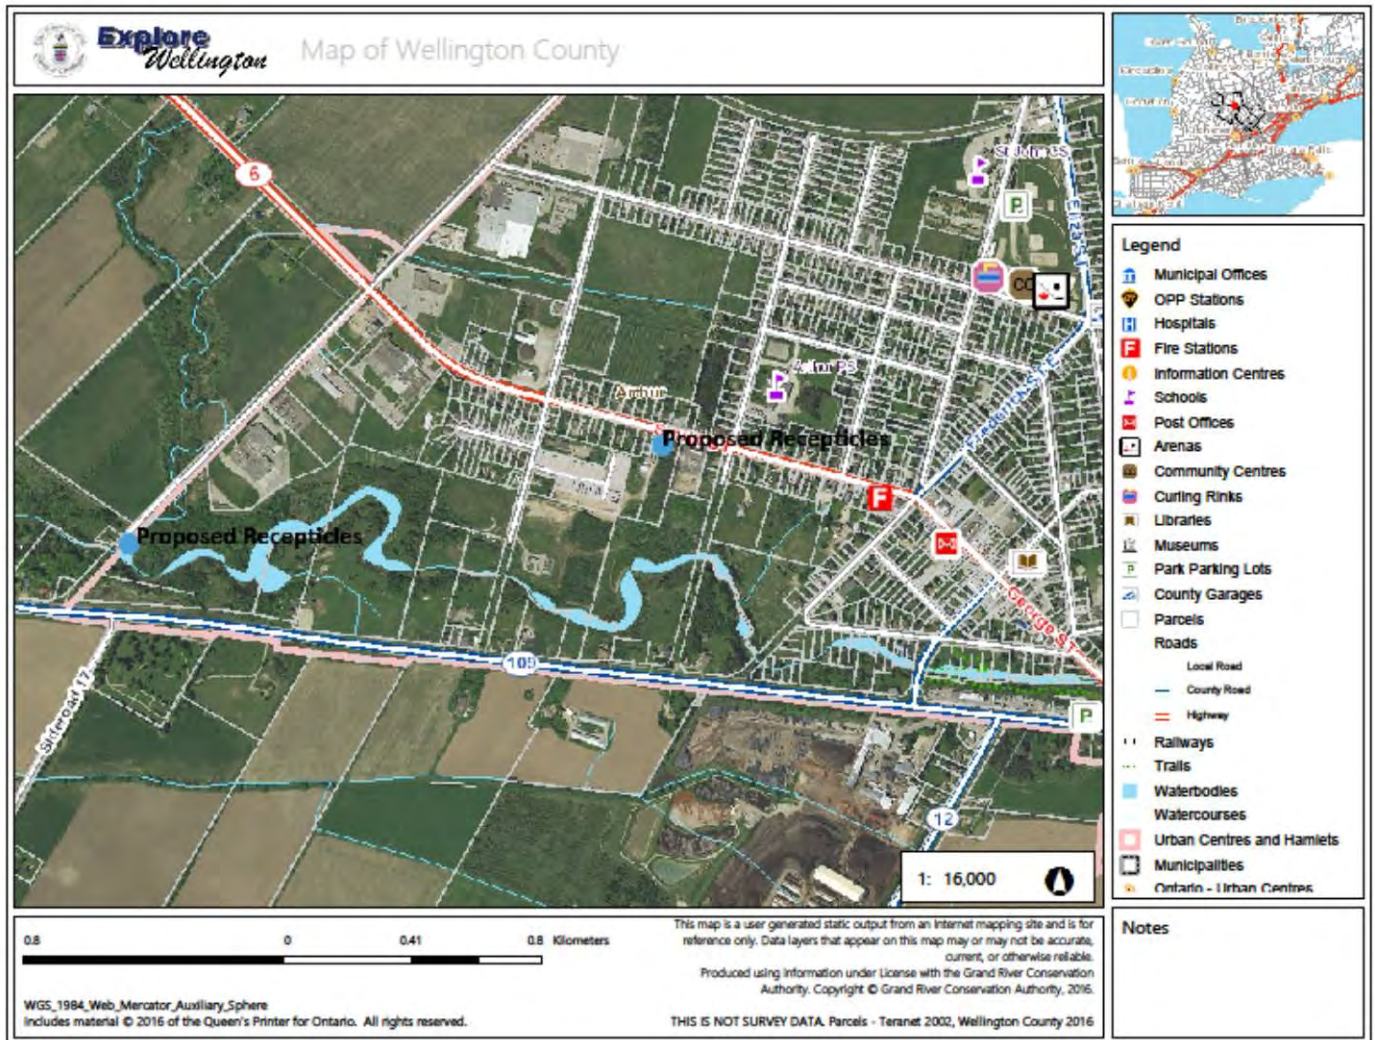 Explore
Wellington
Map of Wellington County
6
St John CS
P
Eliza ST
CC
Arthur PS
Arthur
Proposed Recepticles
Frederick ST E
F
Proposed Recepticles
George ST
109
P
Sideroad 17
12
1: 16,000
Legend
Municipal Offices
OPP Stations
Hospitals
Fire Stations
Information Centres
Schools
Post Offices
Arenas
Community Centres
Curling Rinks
Libraries
Museums
Park Parking Lots
County Garages
Parcels
Roads
Local Road
County Road
Highway
Railways
Trails
Waterbodies
Watercourses
Urban Centres and Hamlets
Municipalities
Ontario - Urban Centres
Notes
0.8 0 0.41 0.8 Kilometers
WGS_1984_Web_Mercator_Auxiliary_Sphere
Includes material © 2016 of the Queen's Printer for Ontario. All rights reserved.
This map is a user generated static output from an Internet mapping site and is for
reference only. Data layers that appear on this map may or may not be accurate,
current, or otherwise reliable.
Produced using information under License with the Grand River Conservation
Authority. Copyright © Grand River Conservation Authority, 2016.
THIS IS NOT SURVEY DATA. Parcels - Teranet 2002, Wellington County 2016